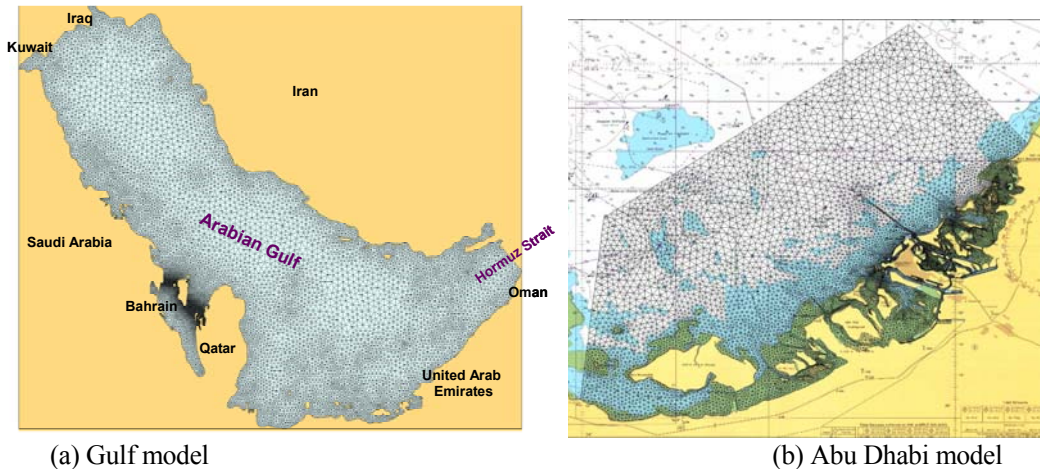 Iraq
Kuwait
Iran
Arabian Gulf
Hormuz Strait
Saudi Arabia
Oman
Bahrain
Qatar
United Arab
Emirates
(a) Gulf model
(b) Abu Dhabi model